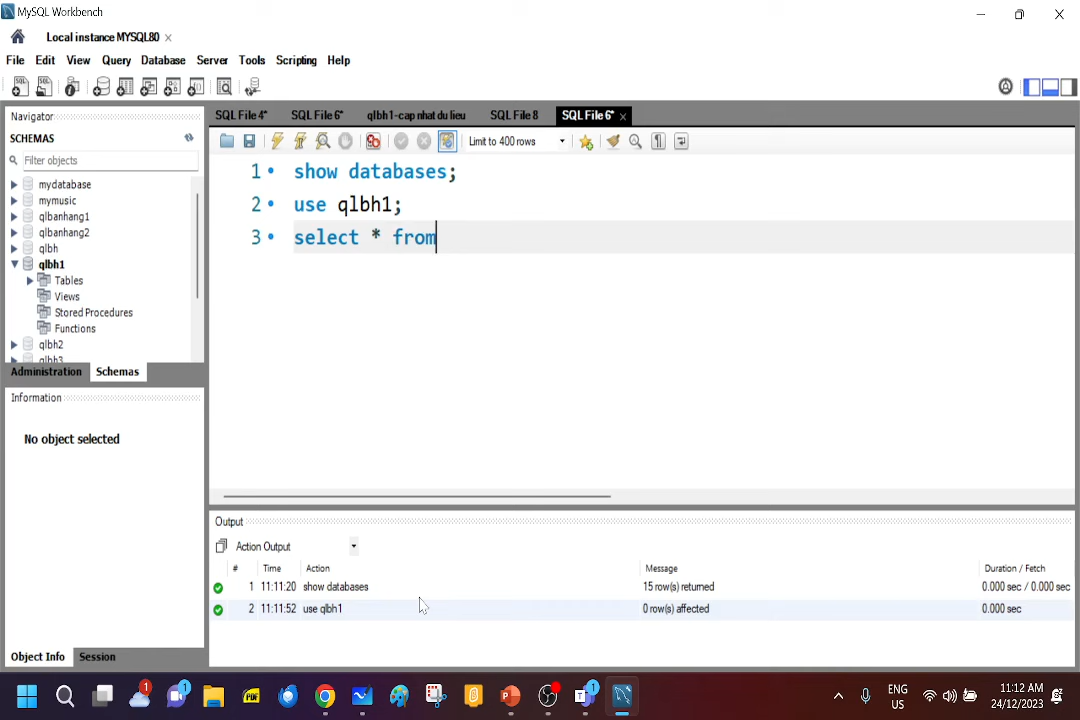 MySQL Workbench
Local instance MYSQL80
File Edit View Query Database Server Tools Scripting Help
Navigator
SCHEMAS
Filter objects
mydatabase
mymusic
qlbanhang1
qlbanhang2
qlbh
qlbh1
Tables
Views
Stored Procedures
Functions
qlbh2
qlbh3
Administration Schemas
Information
No object selected
Object Info Session
SQL File 4* SQL File 6* qlbh1-cap nhat du lieu SQL File 8 SQL File 6*
Limit to 400 rows
1 show databases;
2 use qlbh1;
3 select * from
Output
Action Output
# Time Action Message Duration / Fetch
1 11:11:20 show databases 15 row(s) returned 0.000 sec / 0.000 sec
2 11:11:52 use qlbh1 0 row(s) affected 0.000 sec
ENG
US
11:12 AM
24/12/2023